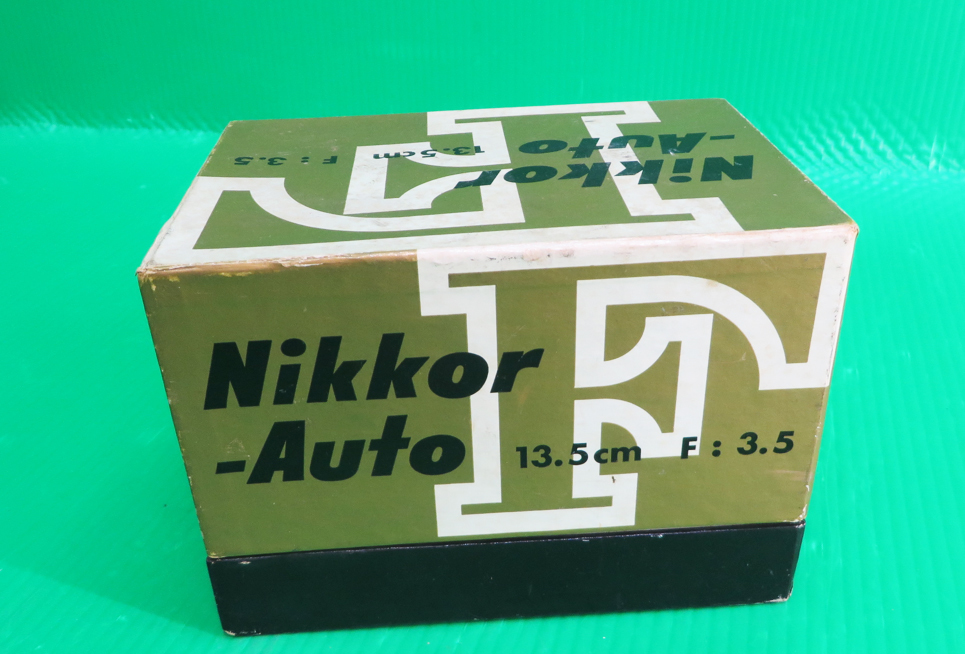 Nikkor
-Auto
13.5cm F : 3.5
F
Nikkor
-Auto
13.5cm F : 3.5
F